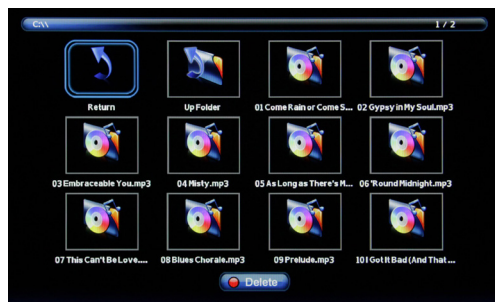 C:\\ 1 / 2
Return Up Folder 01 Come Rain or Come S... 02 Gypsy in My Soul.mp3
03 Embraceable You.mp3 04 Misty.mp3 05 As Long as There's M... 06 'Round Midnight.mp3
07 This Can't Be Love.... 08 Blues Chorale.mp3 09 Prelude.mp3 10 I Got It Bad (And That ...
Delete